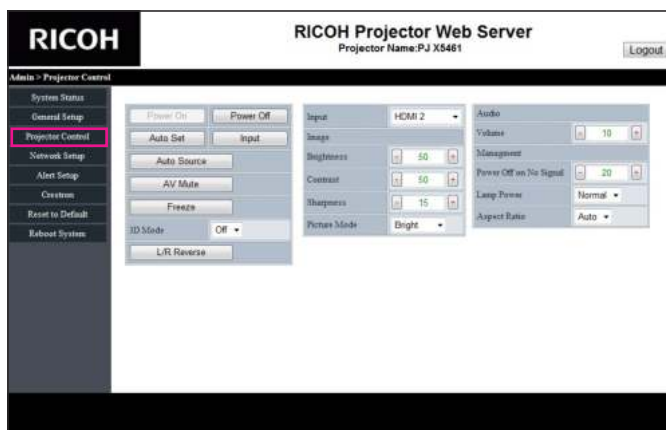 RICOH
RICOH Projector Web Server
Projector Name:PJ X5461
Logout
Admin > Projector Control
System Status
General Setup
Projector Control
Network Setup
Alert Setup
Crestron
Reset to Default
Reboot System
Power On Power Off
Auto Set Input
Auto Source
AV Mute
Freeze
3D Mode Off
L/R Reverse
Input HDMI 2
Image
Brightness - 50 +
Contrast - 50 +
Sharpness - 15 +
Picture Mode Bright
Audio
Volume - 10 +
Managment
Power Off on No Signal - 20 +
Lamp Power Normal
Aspect Ratio Auto